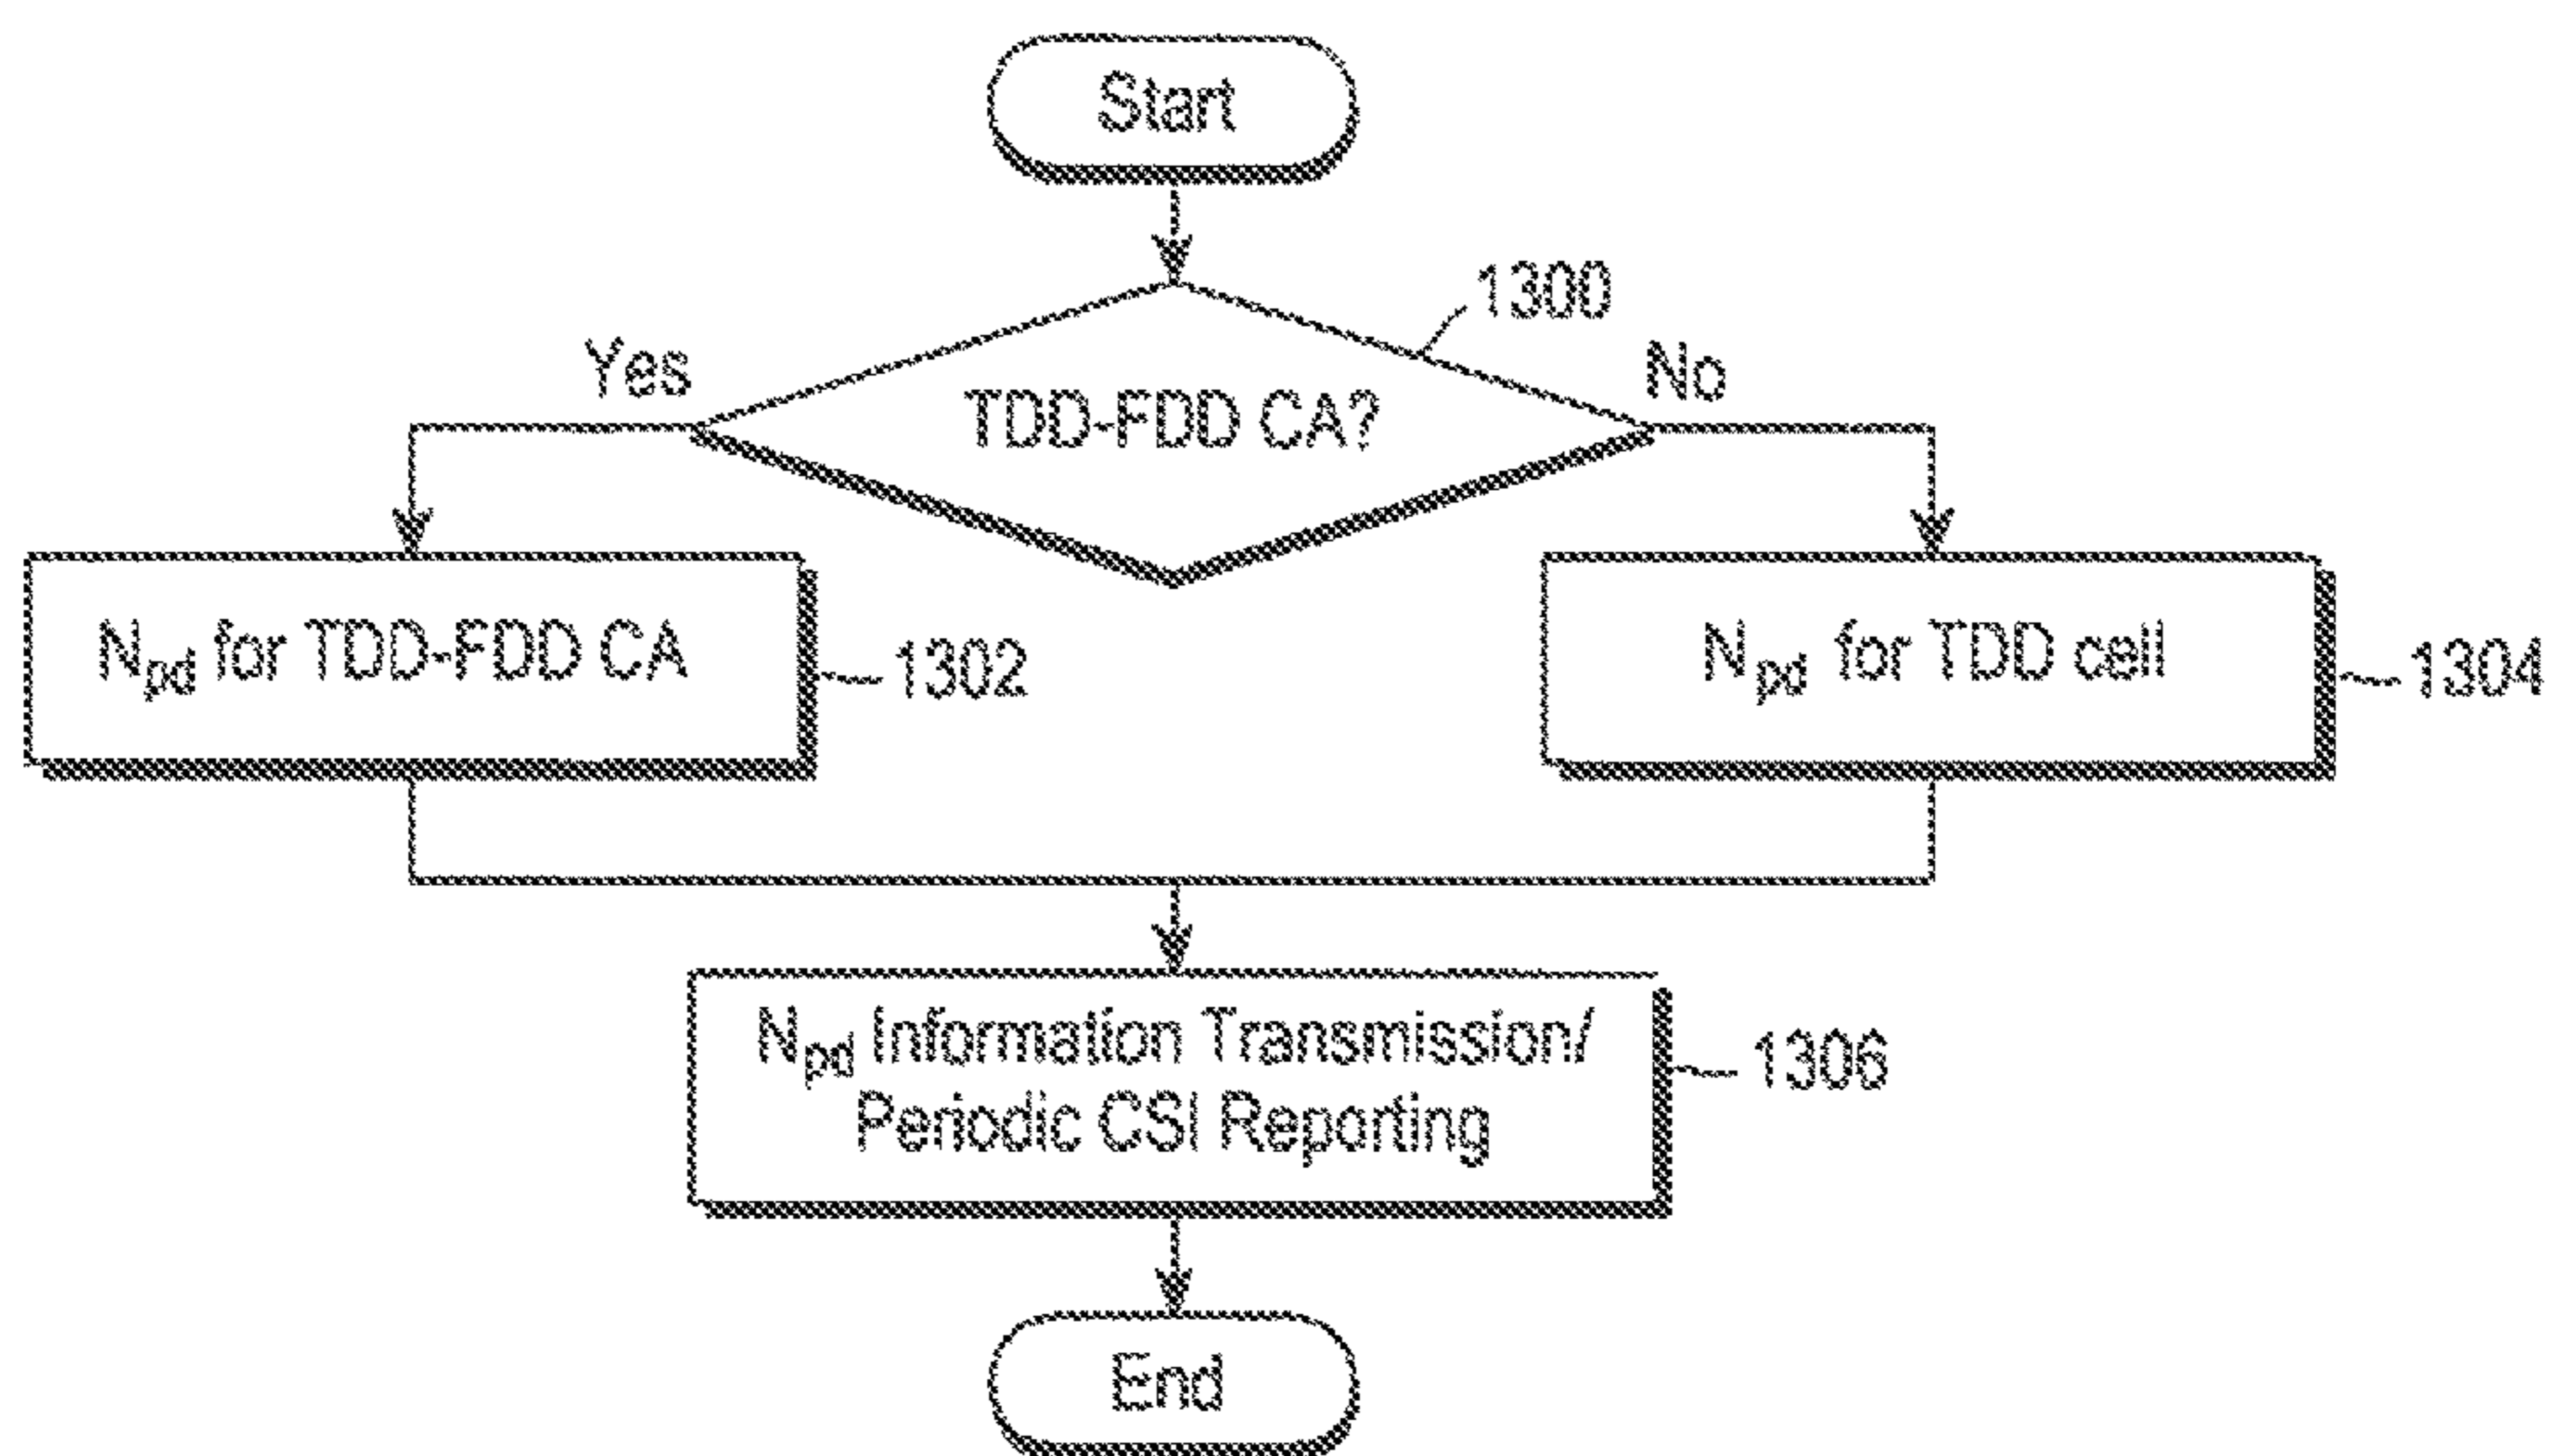 Start
1300
Yes
No
TDD-FDD CA?
Npd for TDD-FDD CA
1302
Npd for TDD cell
1304
Npd Information Transmission/
Periodic CSI Reporting
1306
End